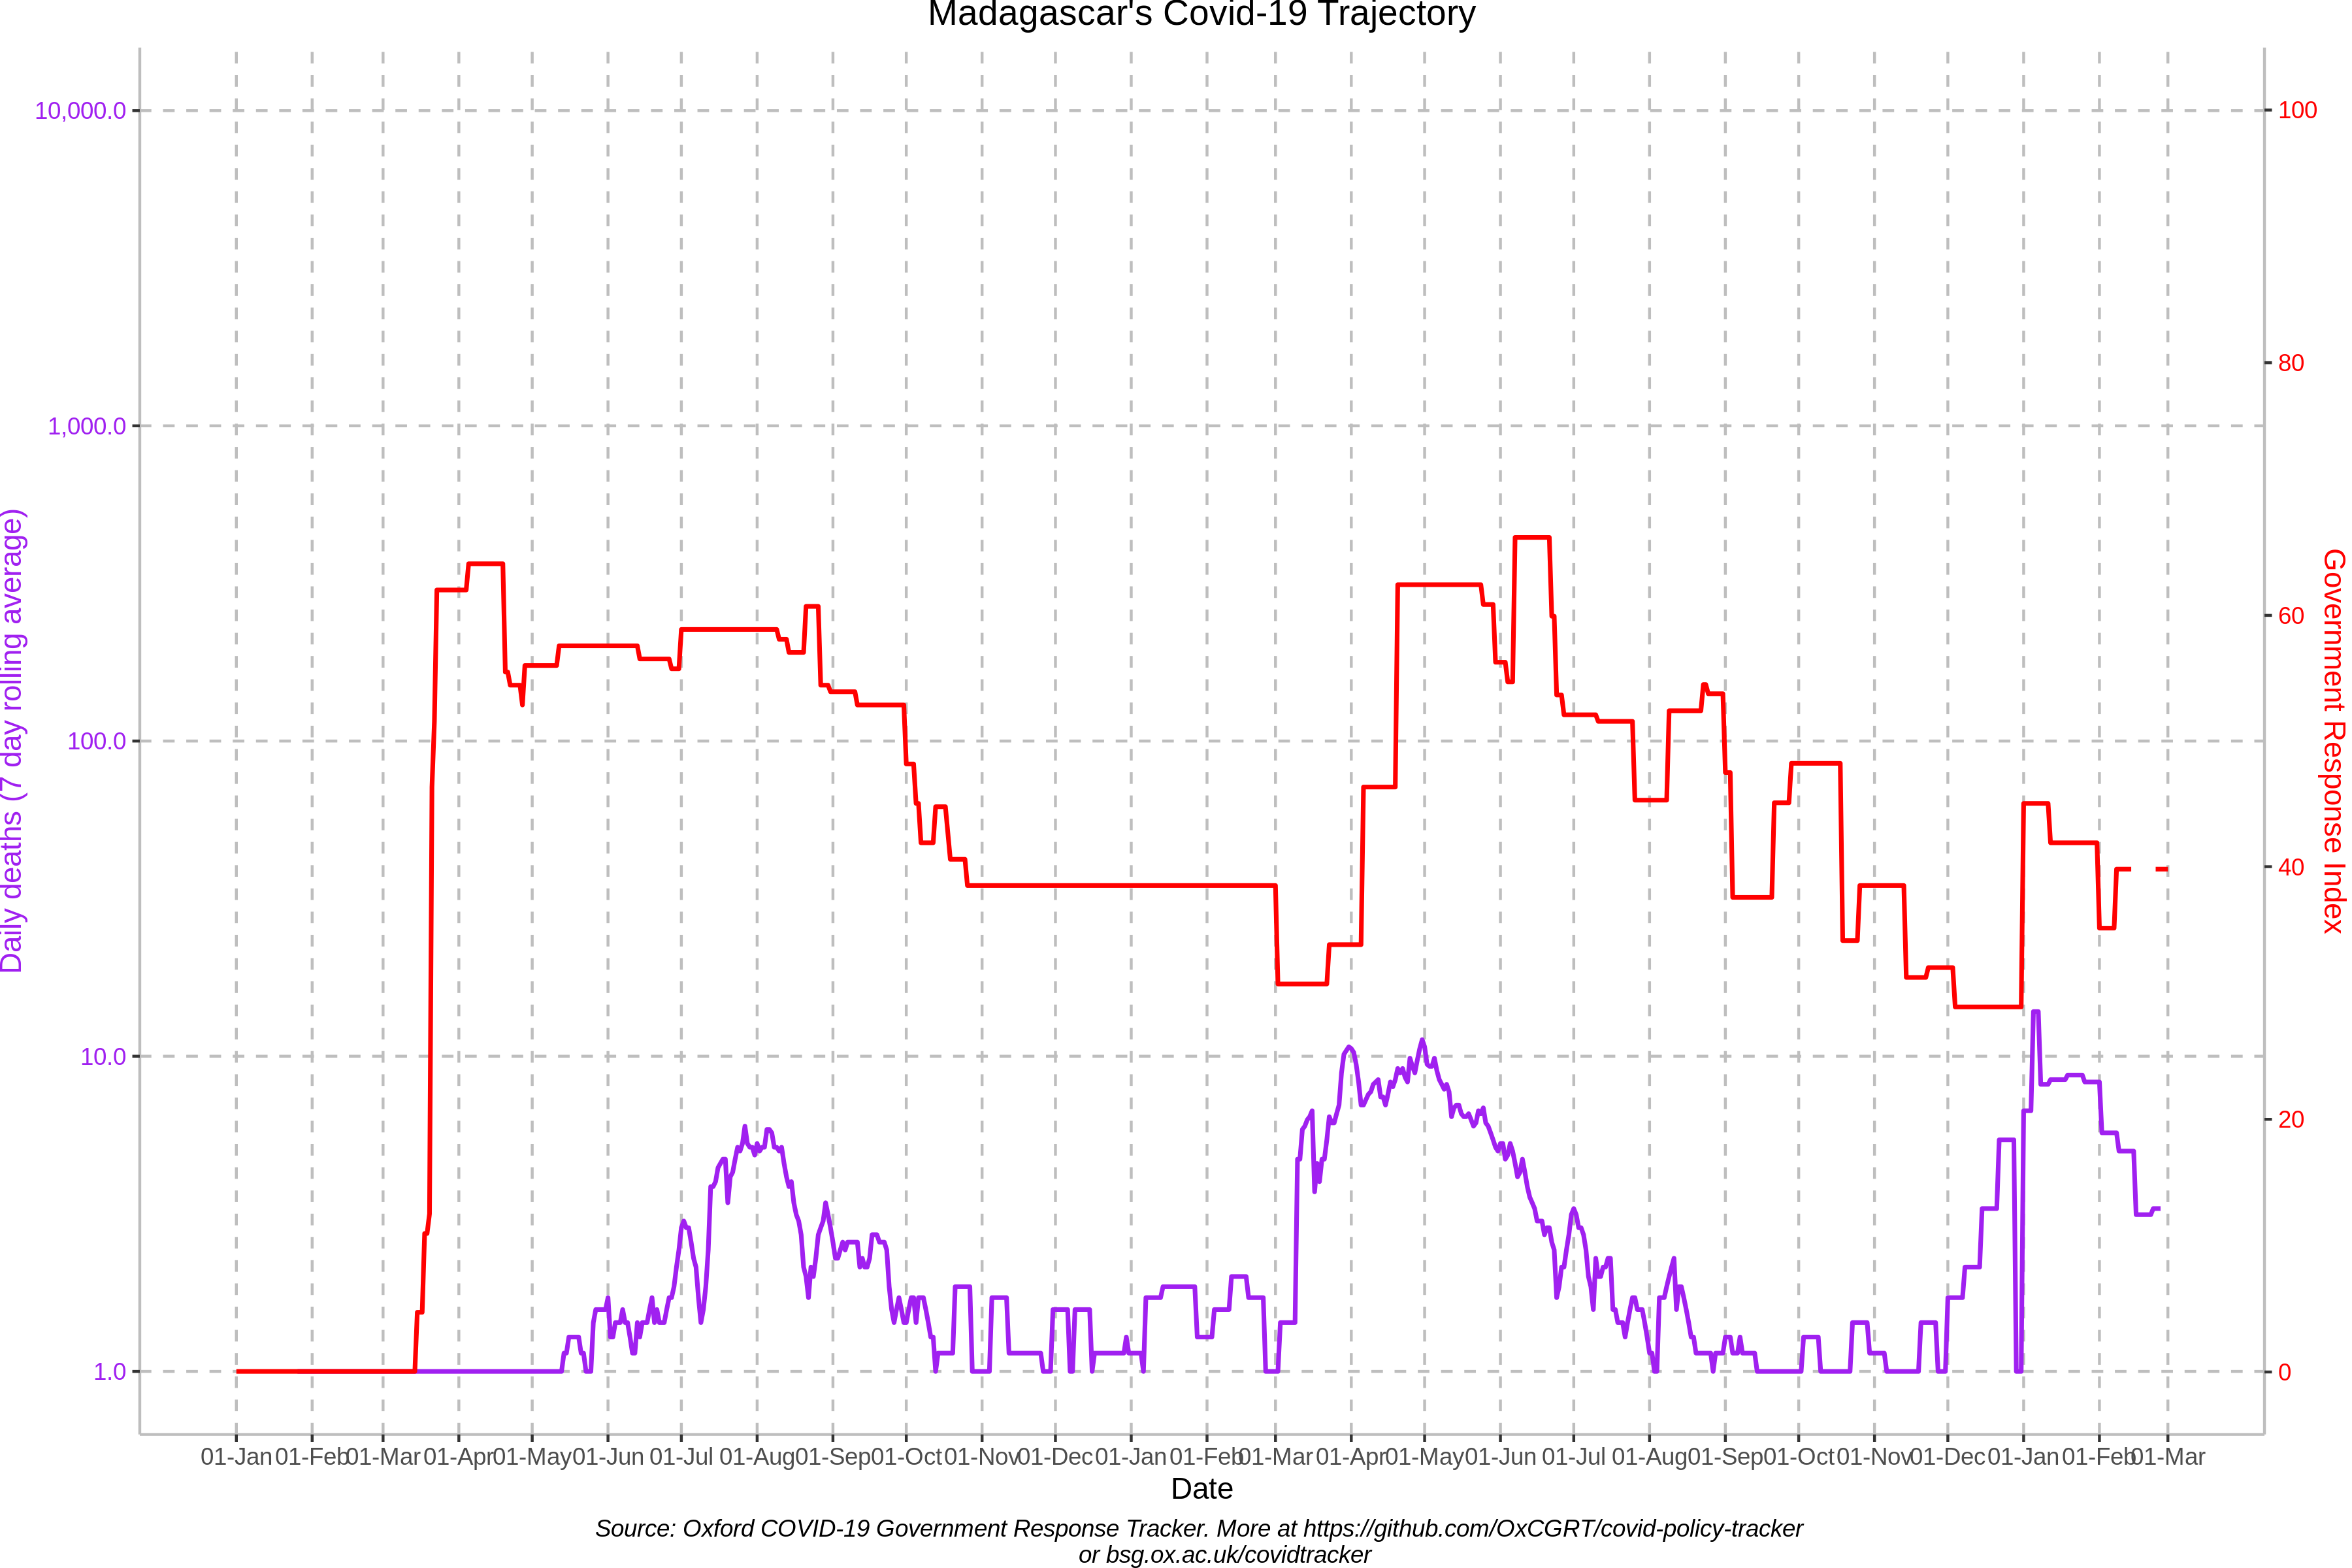 Madagascar's Covid-19 Trajectory
10,000.0
1,000.0
100.0
10.0
1.0
Daily deaths (7 day rolling average)
100
80
60
40
20
0
Government Response Index
01-Jan 01-Feb 01-Mar 01-Apr 01-May 01-Jun 01-Jul 01-Aug 01-Sep 01-Oct 01-Nov 01-Dec 01-Jan 01-Feb 01-Mar 01-Apr 01-May 01-Jun 01-Jul 01-Aug 01-Sep 01-Oct 01-Nov 01-Dec 01-Jan 01-Feb 01-Mar
Date
Source: Oxford COVID-19 Government Response Tracker. More at https://github.com/OxCGRT/covid-policy-tracker
or bsg.ox.ac.uk/covidtracker